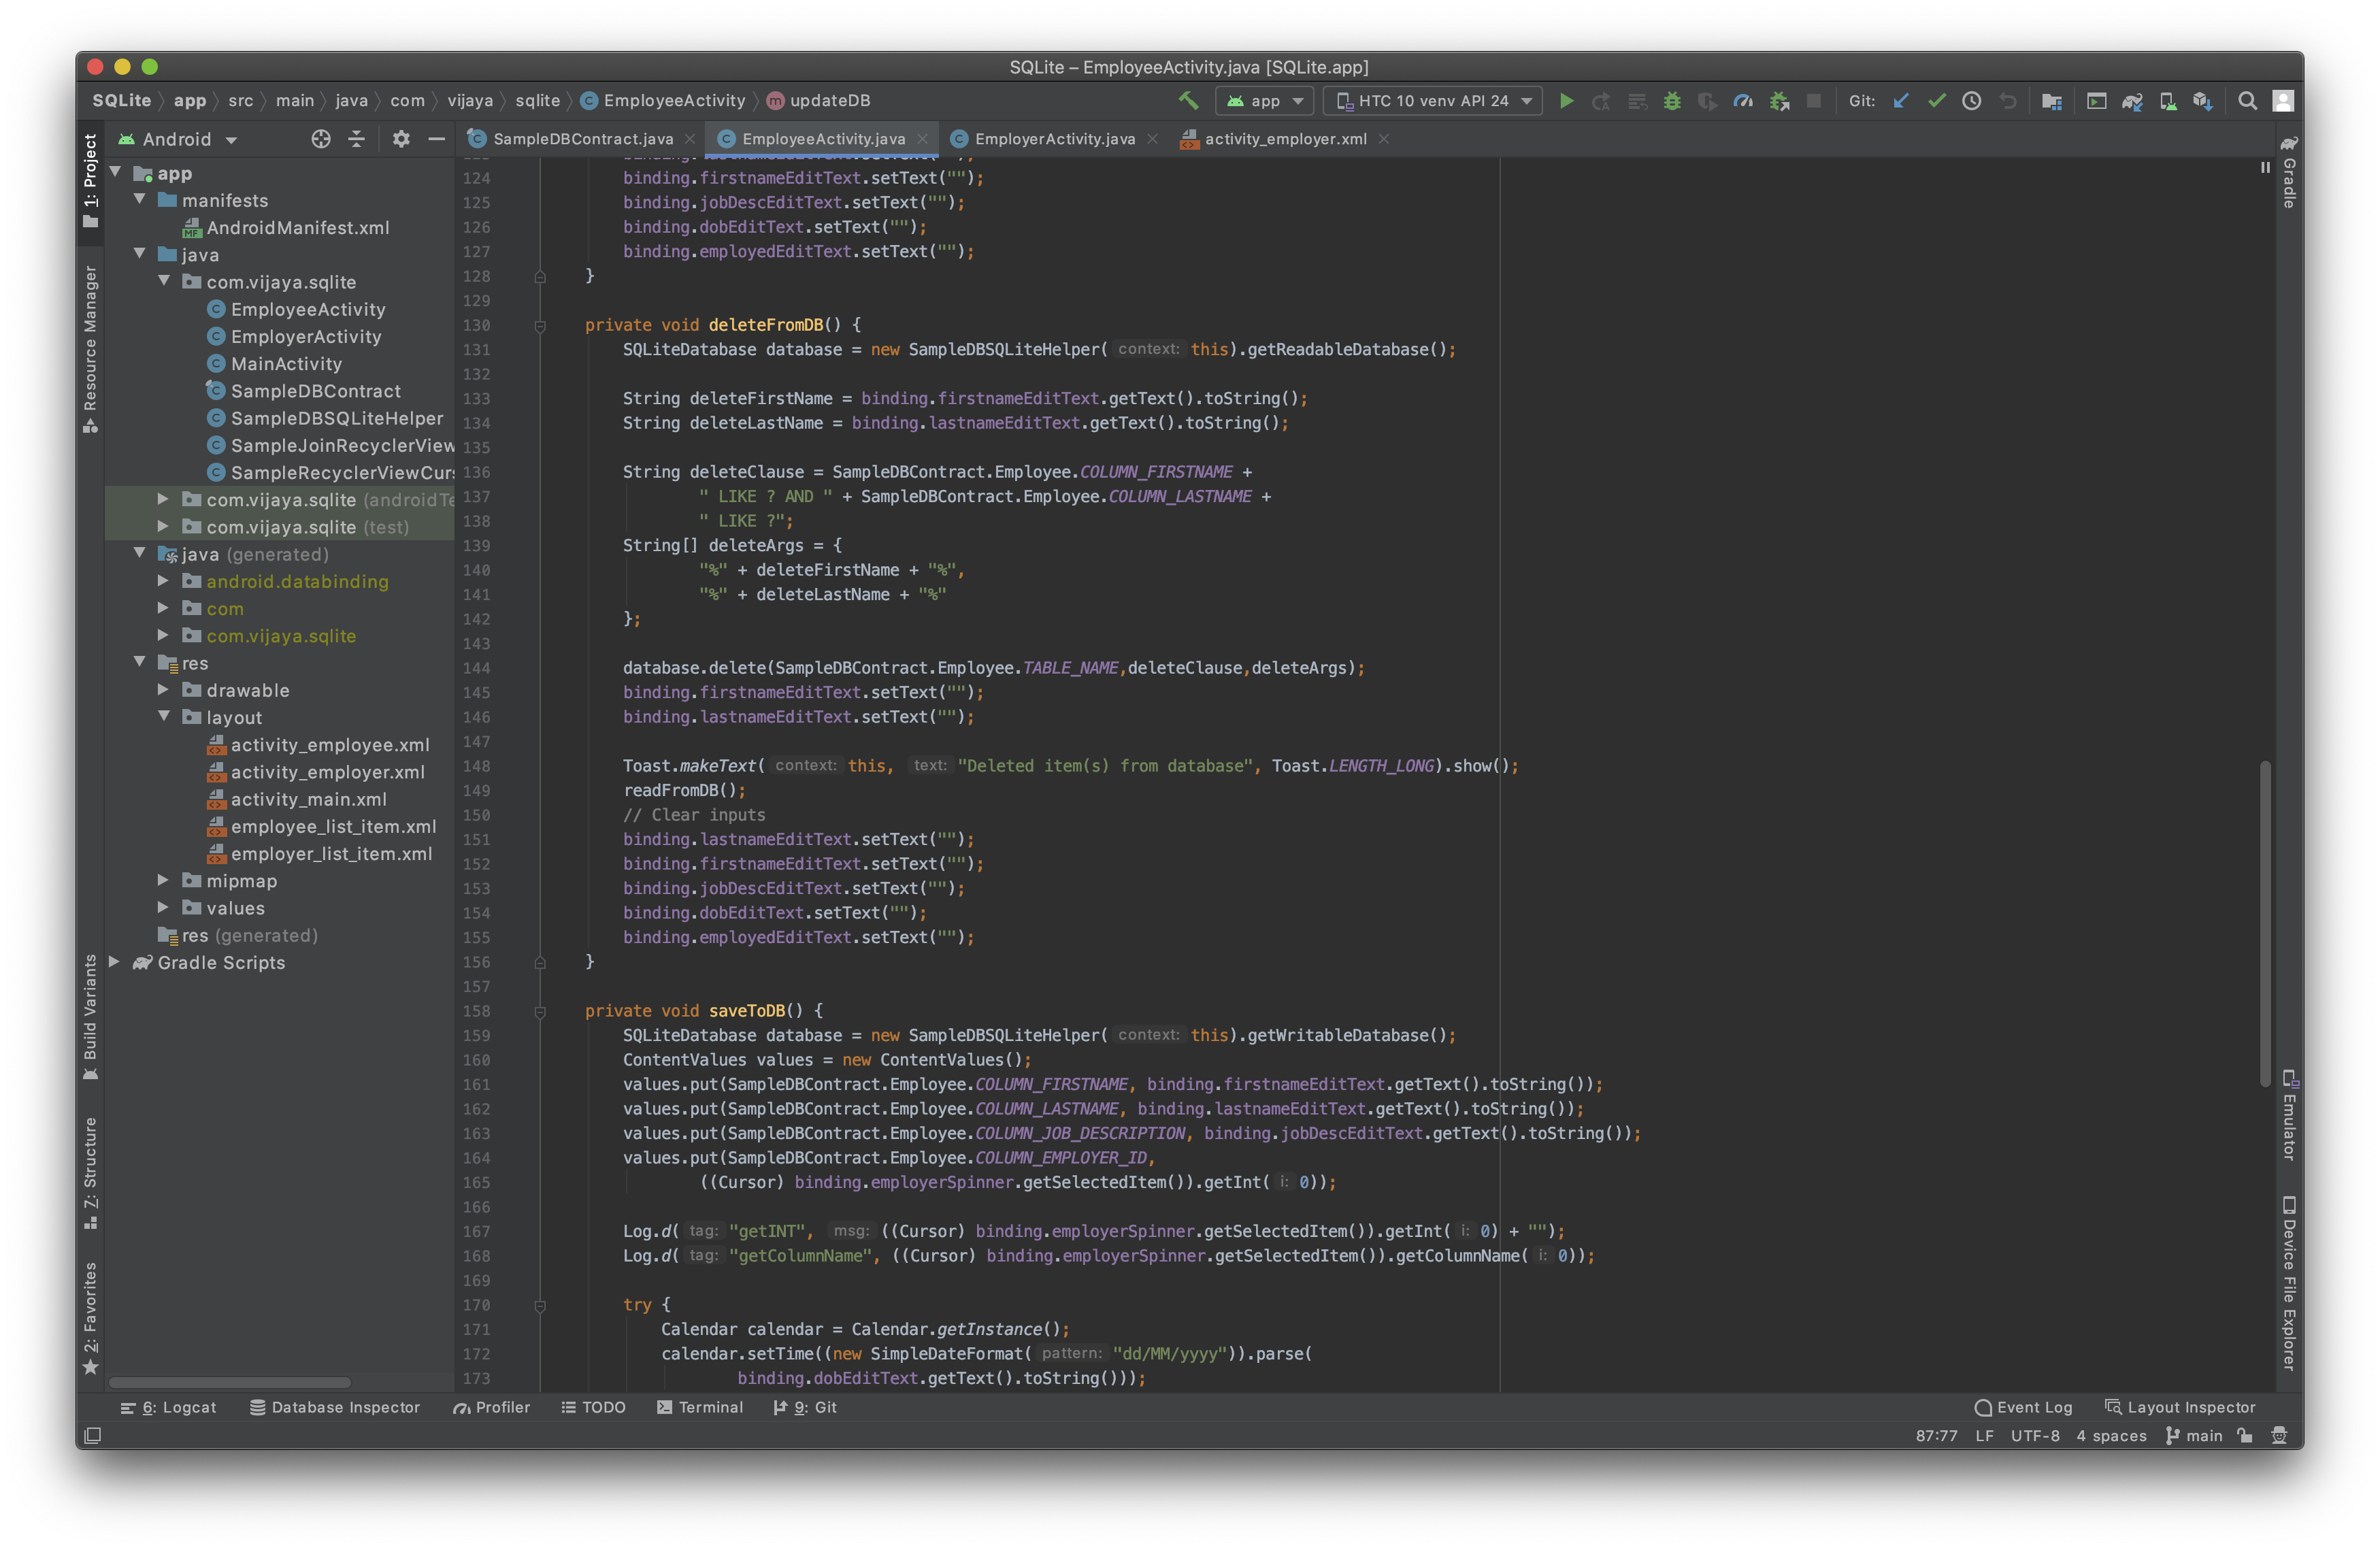 SQLite – EmployeeActivity.java [SQLite.app]
SQLite app src main java com vijaya sqlite EmployeeActivity updateDB app HTC 10 venv API 24 Git:
Android
SampleDBContract.java EmployeeActivity.java EmployerActivity.java activity_employer.xml
1: Project
Resource Manager
Build Variants
7: Structure
2: Favorites
app
manifests
AndroidManifest.xml
java
com.vijaya.sqlite
EmployeeActivity
EmployerActivity
MainActivity
SampleDBContract
SampleDBSQLiteHelper
SampleJoinRecyclerView
SampleRecyclerViewCurs
com.vijaya.sqlite (androidTe
com.vijaya.sqlite (test)
java (generated)
android.databinding
com
com.vijaya.sqlite
res
drawable
layout
activity_employee.xml
activity_employer.xml
activity_main.xml
employee_list_item.xml
employer_list_item.xml
mipmap
values
res (generated)
Gradle Scripts
124 binding.firstnameEditText.setText("");
125 binding.jobDescEditText.setText("");
126 binding.dobEditText.setText("");
127 binding.employedEditText.setText("");
128 }
129
130 private void deleteFromDB() {
131 SQLiteDatabase database = new SampleDBSQLiteHelper( context: this).getReadableDatabase();
132
133 String deleteFirstName = binding.firstnameEditText.getText().toString();
134 String deleteLastName = binding.lastnameEditText.getText().toString();
135
136 String deleteClause = SampleDBContract.Employee.COLUMN_FIRSTNAME +
137 " LIKE ? AND " + SampleDBContract.Employee.COLUMN_LASTNAME +
138 " LIKE ?";
139 String[] deleteArgs = {
140 "%" + deleteFirstName + "%",
141 "%" + deleteLastName + "%"
142 };
143
144 database.delete(SampleDBContract.Employee.TABLE_NAME,deleteClause,deleteArgs);
145 binding.firstnameEditText.setText("");
146 binding.lastnameEditText.setText("");
147
148 Toast.makeText( context: this, text: "Deleted item(s) from database", Toast.LENGTH_LONG).show();
149 readFromDB();
150 // Clear inputs
151 binding.lastnameEditText.setText("");
152 binding.firstnameEditText.setText("");
153 binding.jobDescEditText.setText("");
154 binding.dobEditText.setText("");
155 binding.employedEditText.setText("");
156 }
157
158 private void saveToDB() {
159 SQLiteDatabase database = new SampleDBSQLiteHelper( context: this).getWritableDatabase();
160 ContentValues values = new ContentValues();
161 values.put(SampleDBContract.Employee.COLUMN_FIRSTNAME, binding.firstnameEditText.getText().toString());
162 values.put(SampleDBContract.Employee.COLUMN_LASTNAME, binding.lastnameEditText.getText().toString());
163 values.put(SampleDBContract.Employee.COLUMN_JOB_DESCRIPTION, binding.jobDescEditText.getText().toString());
164 values.put(SampleDBContract.Employee.COLUMN_EMPLOYER_ID,
165 ((Cursor) binding.employerSpinner.getSelectedItem()).getInt( i: 0));
166
167 Log.d( tag: "getINT", msg: ((Cursor) binding.employerSpinner.getSelectedItem()).getInt( i: 0) + "");
168 Log.d( tag: "getColumnName", ((Cursor) binding.employerSpinner.getSelectedItem()).getColumnName( i: 0));
169
170 try {
171 Calendar calendar = Calendar.getInstance();
172 calendar.setTime((new SimpleDateFormat( pattern: "dd/MM/yyyy")).parse(
173 binding.dobEditText.getText().toString()));
Gradle
Emulator
Device File Explorer
6: Logcat Database Inspector Profiler TODO Terminal 9: Git Event Log Layout Inspector
87:77 LF UTF-8 4 spaces main